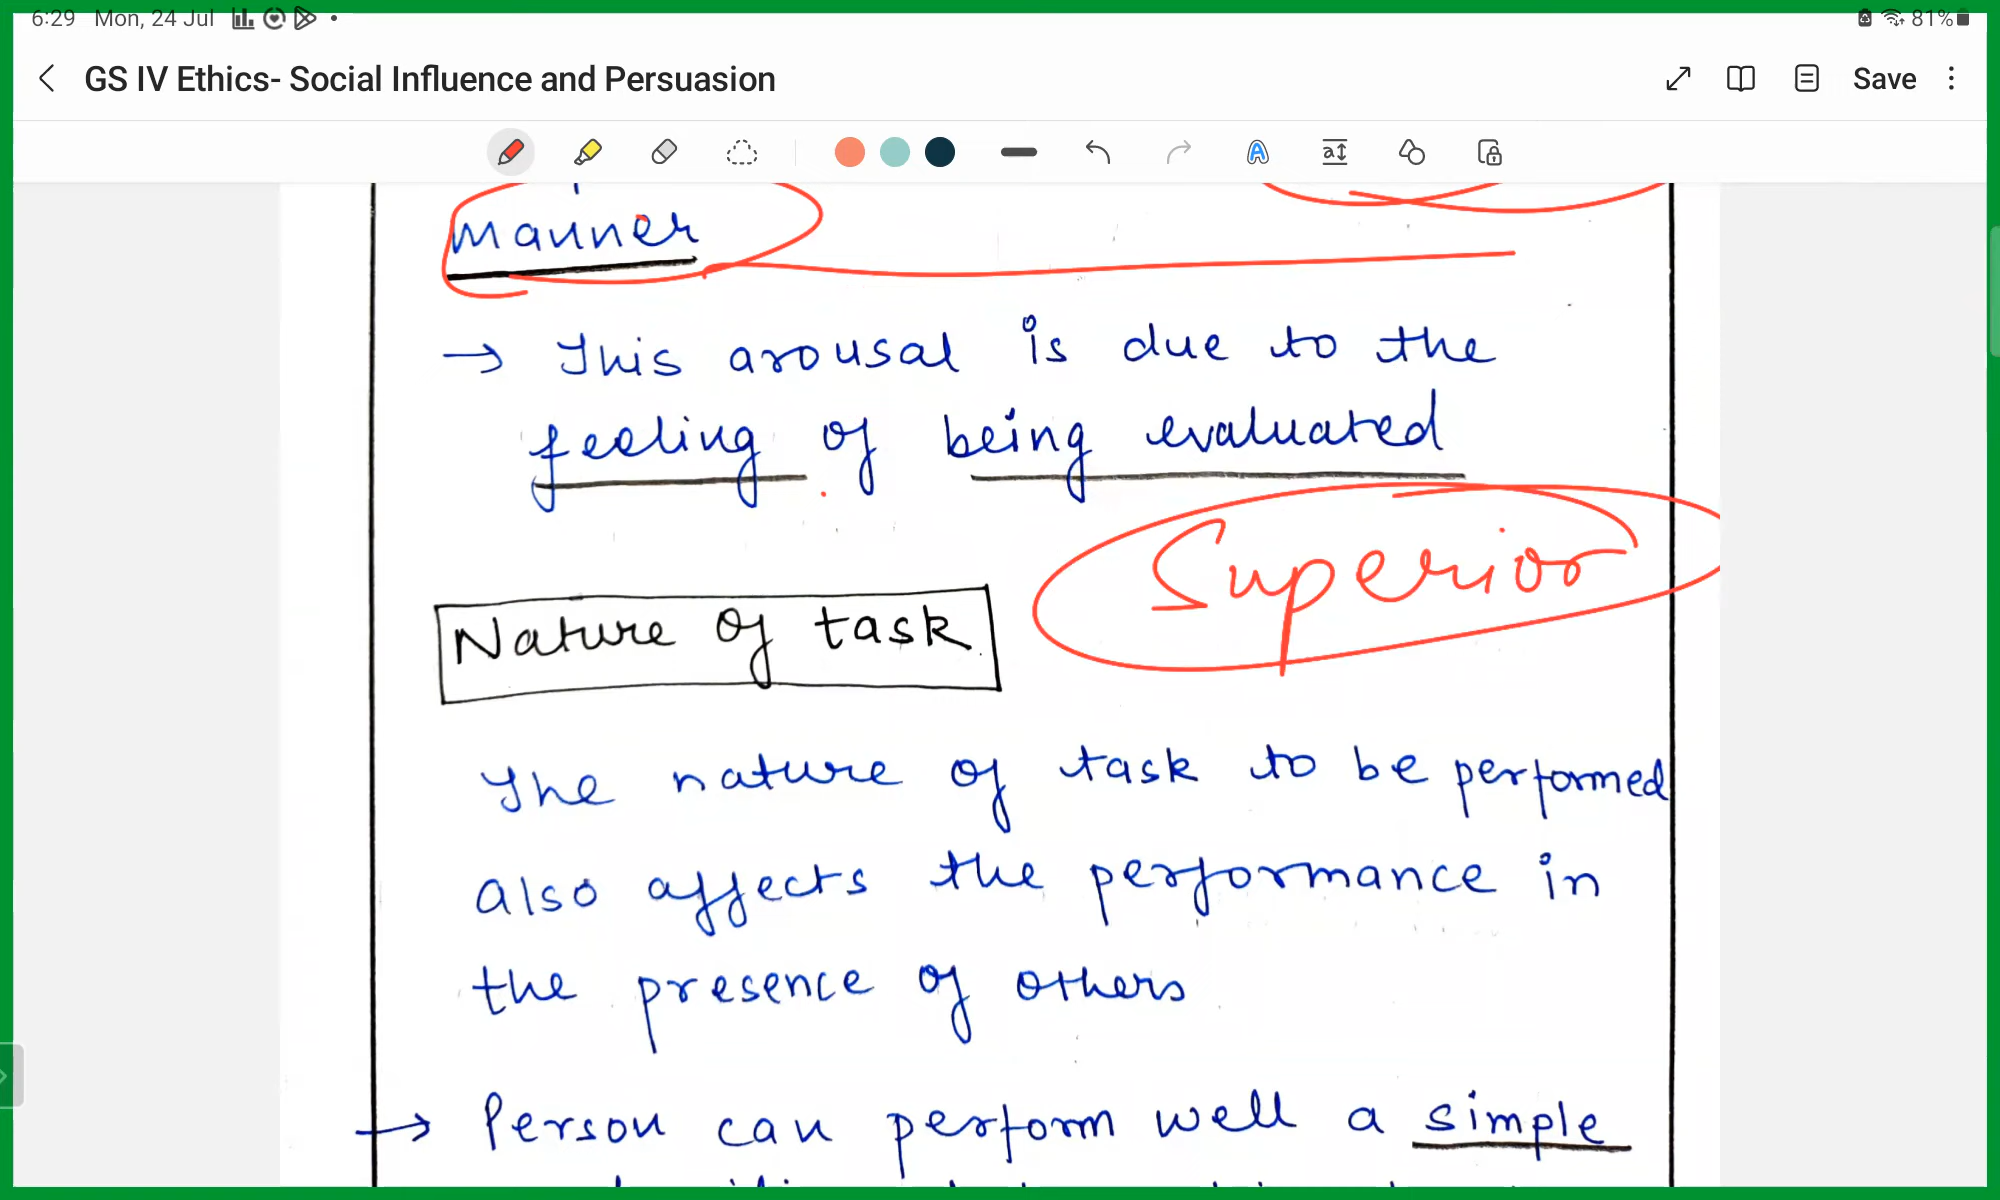 6:29 Mon, 24 Jul 81%
GS IV Ethics- Social Influence and Persuasion Save
manner
→ This arousal is due to the
feeling of being evaluated
Superior
Nature of task
The nature of task to be performed
also affects the performance in
the presence of others
→ Person can perform well a simple